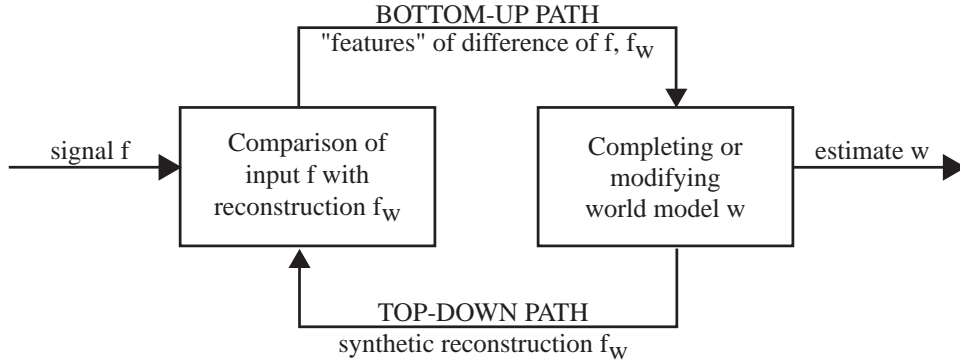 BOTTOM-UP PATH
"features" of difference of f, fw
signal f
Comparison of
input f with
reconstruction fw
Completing or
modifying
world model w
estimate w
TOP-DOWN PATH
synthetic reconstruction fw